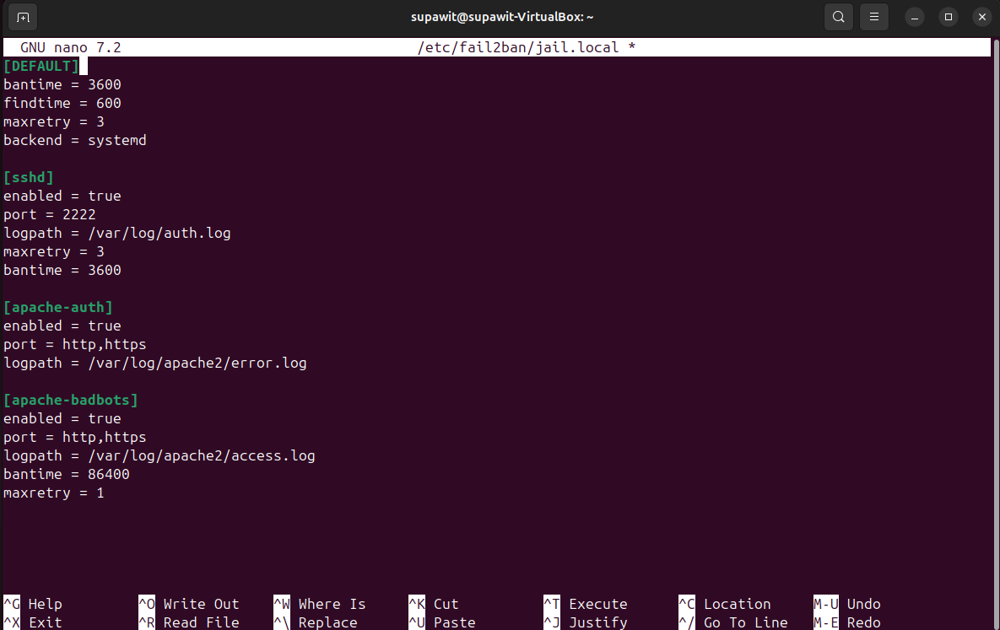 supawit@supawit-VirtualBox: ~
GNU nano 7.2 /etc/fail2ban/jail.local *
[DEFAULT]
bantime = 3600
findtime = 600
maxretry = 3
backend = systemd
[sshd]
enabled = true
port = 2222
logpath = /var/log/auth.log
maxretry = 3
bantime = 3600
[apache-auth]
enabled = true
port = http,https
logpath = /var/log/apache2/error.log
[apache-badbots]
enabled = true
port = http,https
logpath = /var/log/apache2/access.log
bantime = 86400
maxretry = 1
^G Help ^O Write Out ^W Where Is ^K Cut ^T Execute ^C Location M-U Undo
^X Exit ^R Read File ^\ Replace ^U Paste ^J Justify ^/ Go To Line M-E Redo